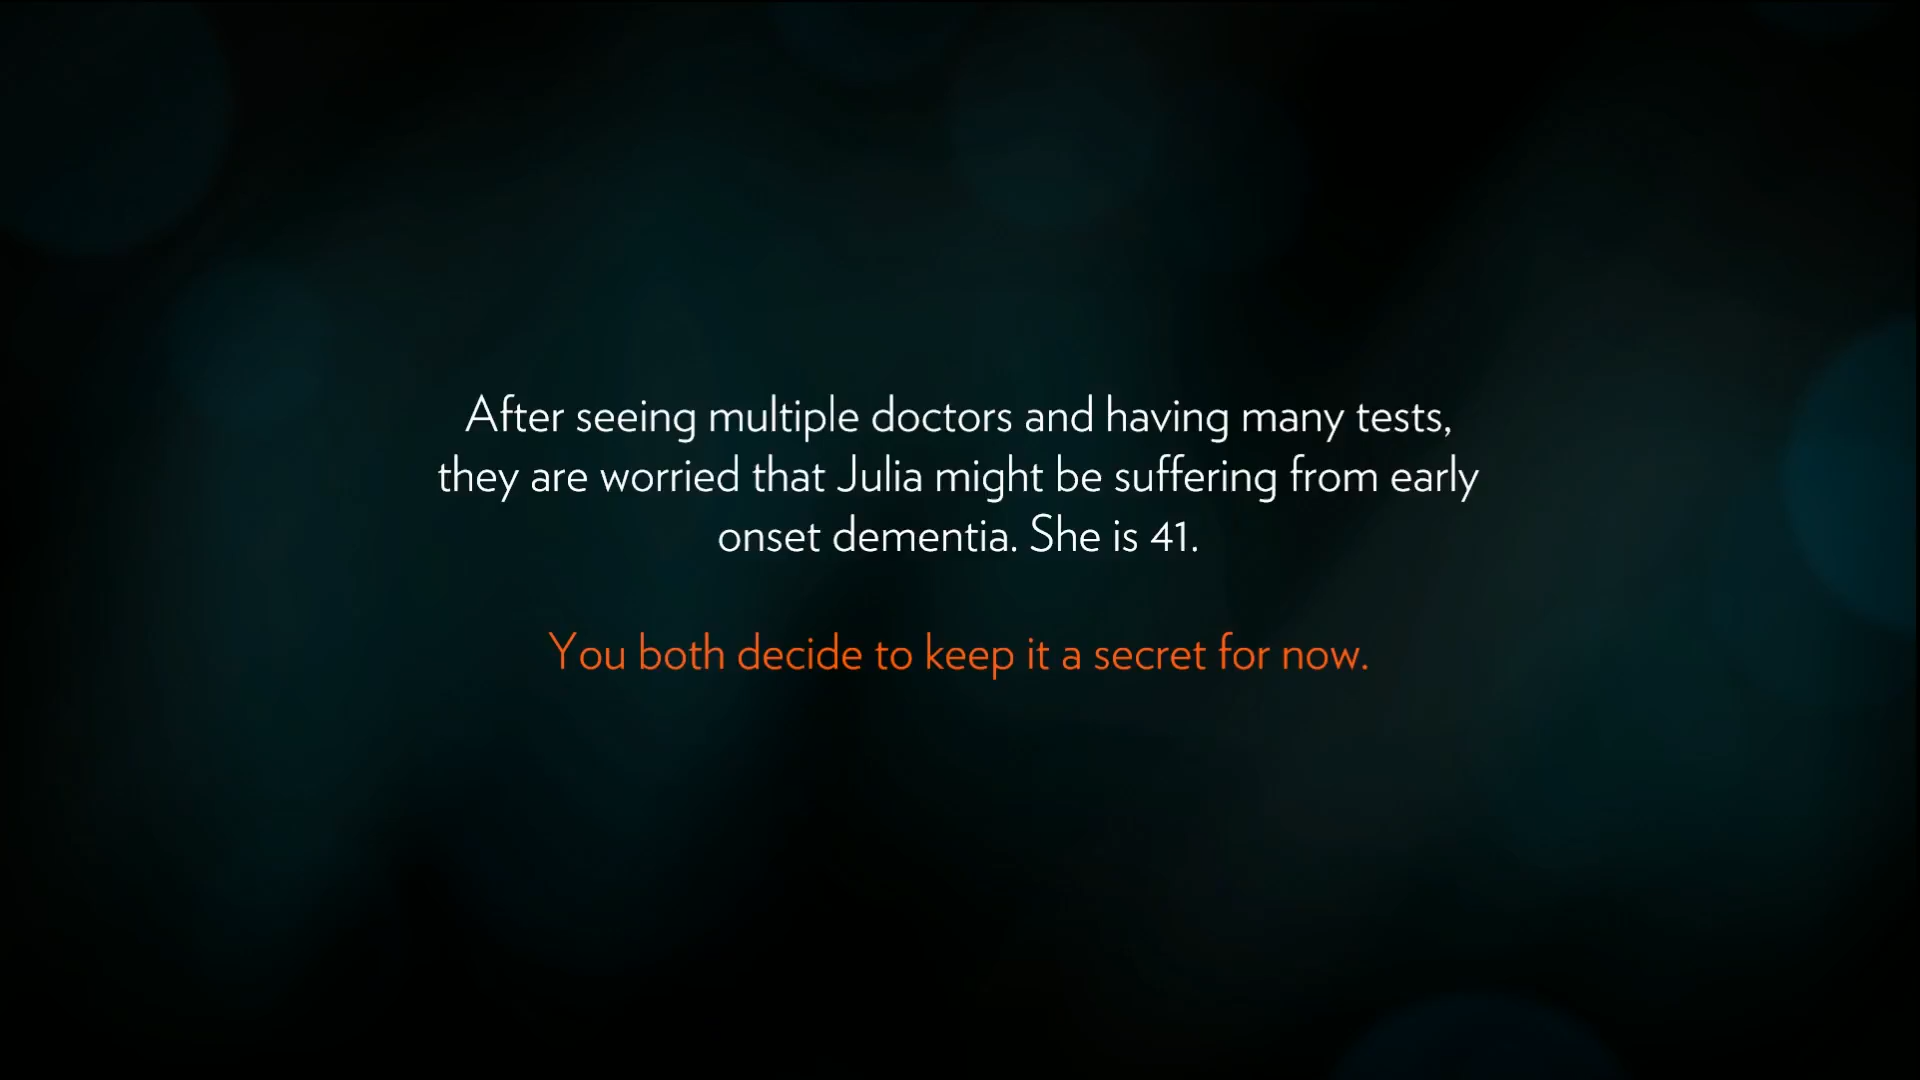 After seeing multiple doctors and having many tests,
they are worried that Julia might be suffering from early
onset dementia. She is 41.
You both decide to keep it a secret for now.